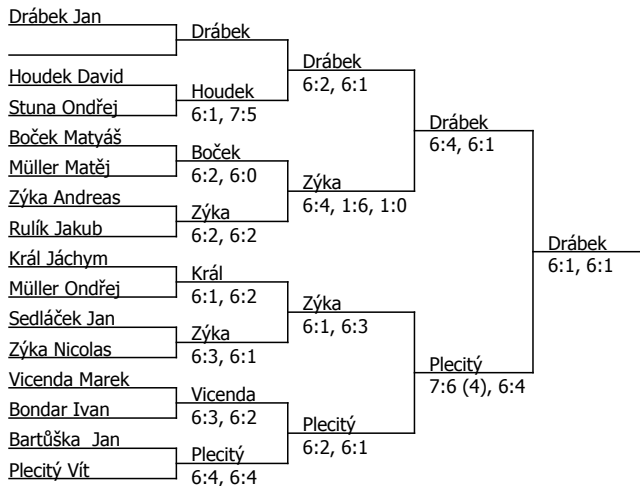 Drábek Jan
Drábek
Drábek
6:2, 6:1
Houdek David
Houdek
6:1, 7:5
Stuna Ondřej
Drábek
6:4, 6:1
Boček Matyáš
Boček
6:2, 6:0
Müller Matěj
Zýka
6:4, 1:6, 1:0
Zýka Andreas
Zýka
6:2, 6:2
Rulík Jakub
Drábek
6:1, 6:1
Král Jáchym
Král
6:1, 6:2
Müller Ondřej
Zýka
6:1, 6:3
Sedláček Jan
Zýka
6:3, 6:1
Zýka Nicolas
Plecitý
7:6 (4), 6:4
Vicenda Marek
Vicenda
6:3, 6:2
Bondar Ivan
Plecitý
6:2, 6:1
Bartůška  Jan
Plecitý
6:4, 6:4
Plecitý Vít